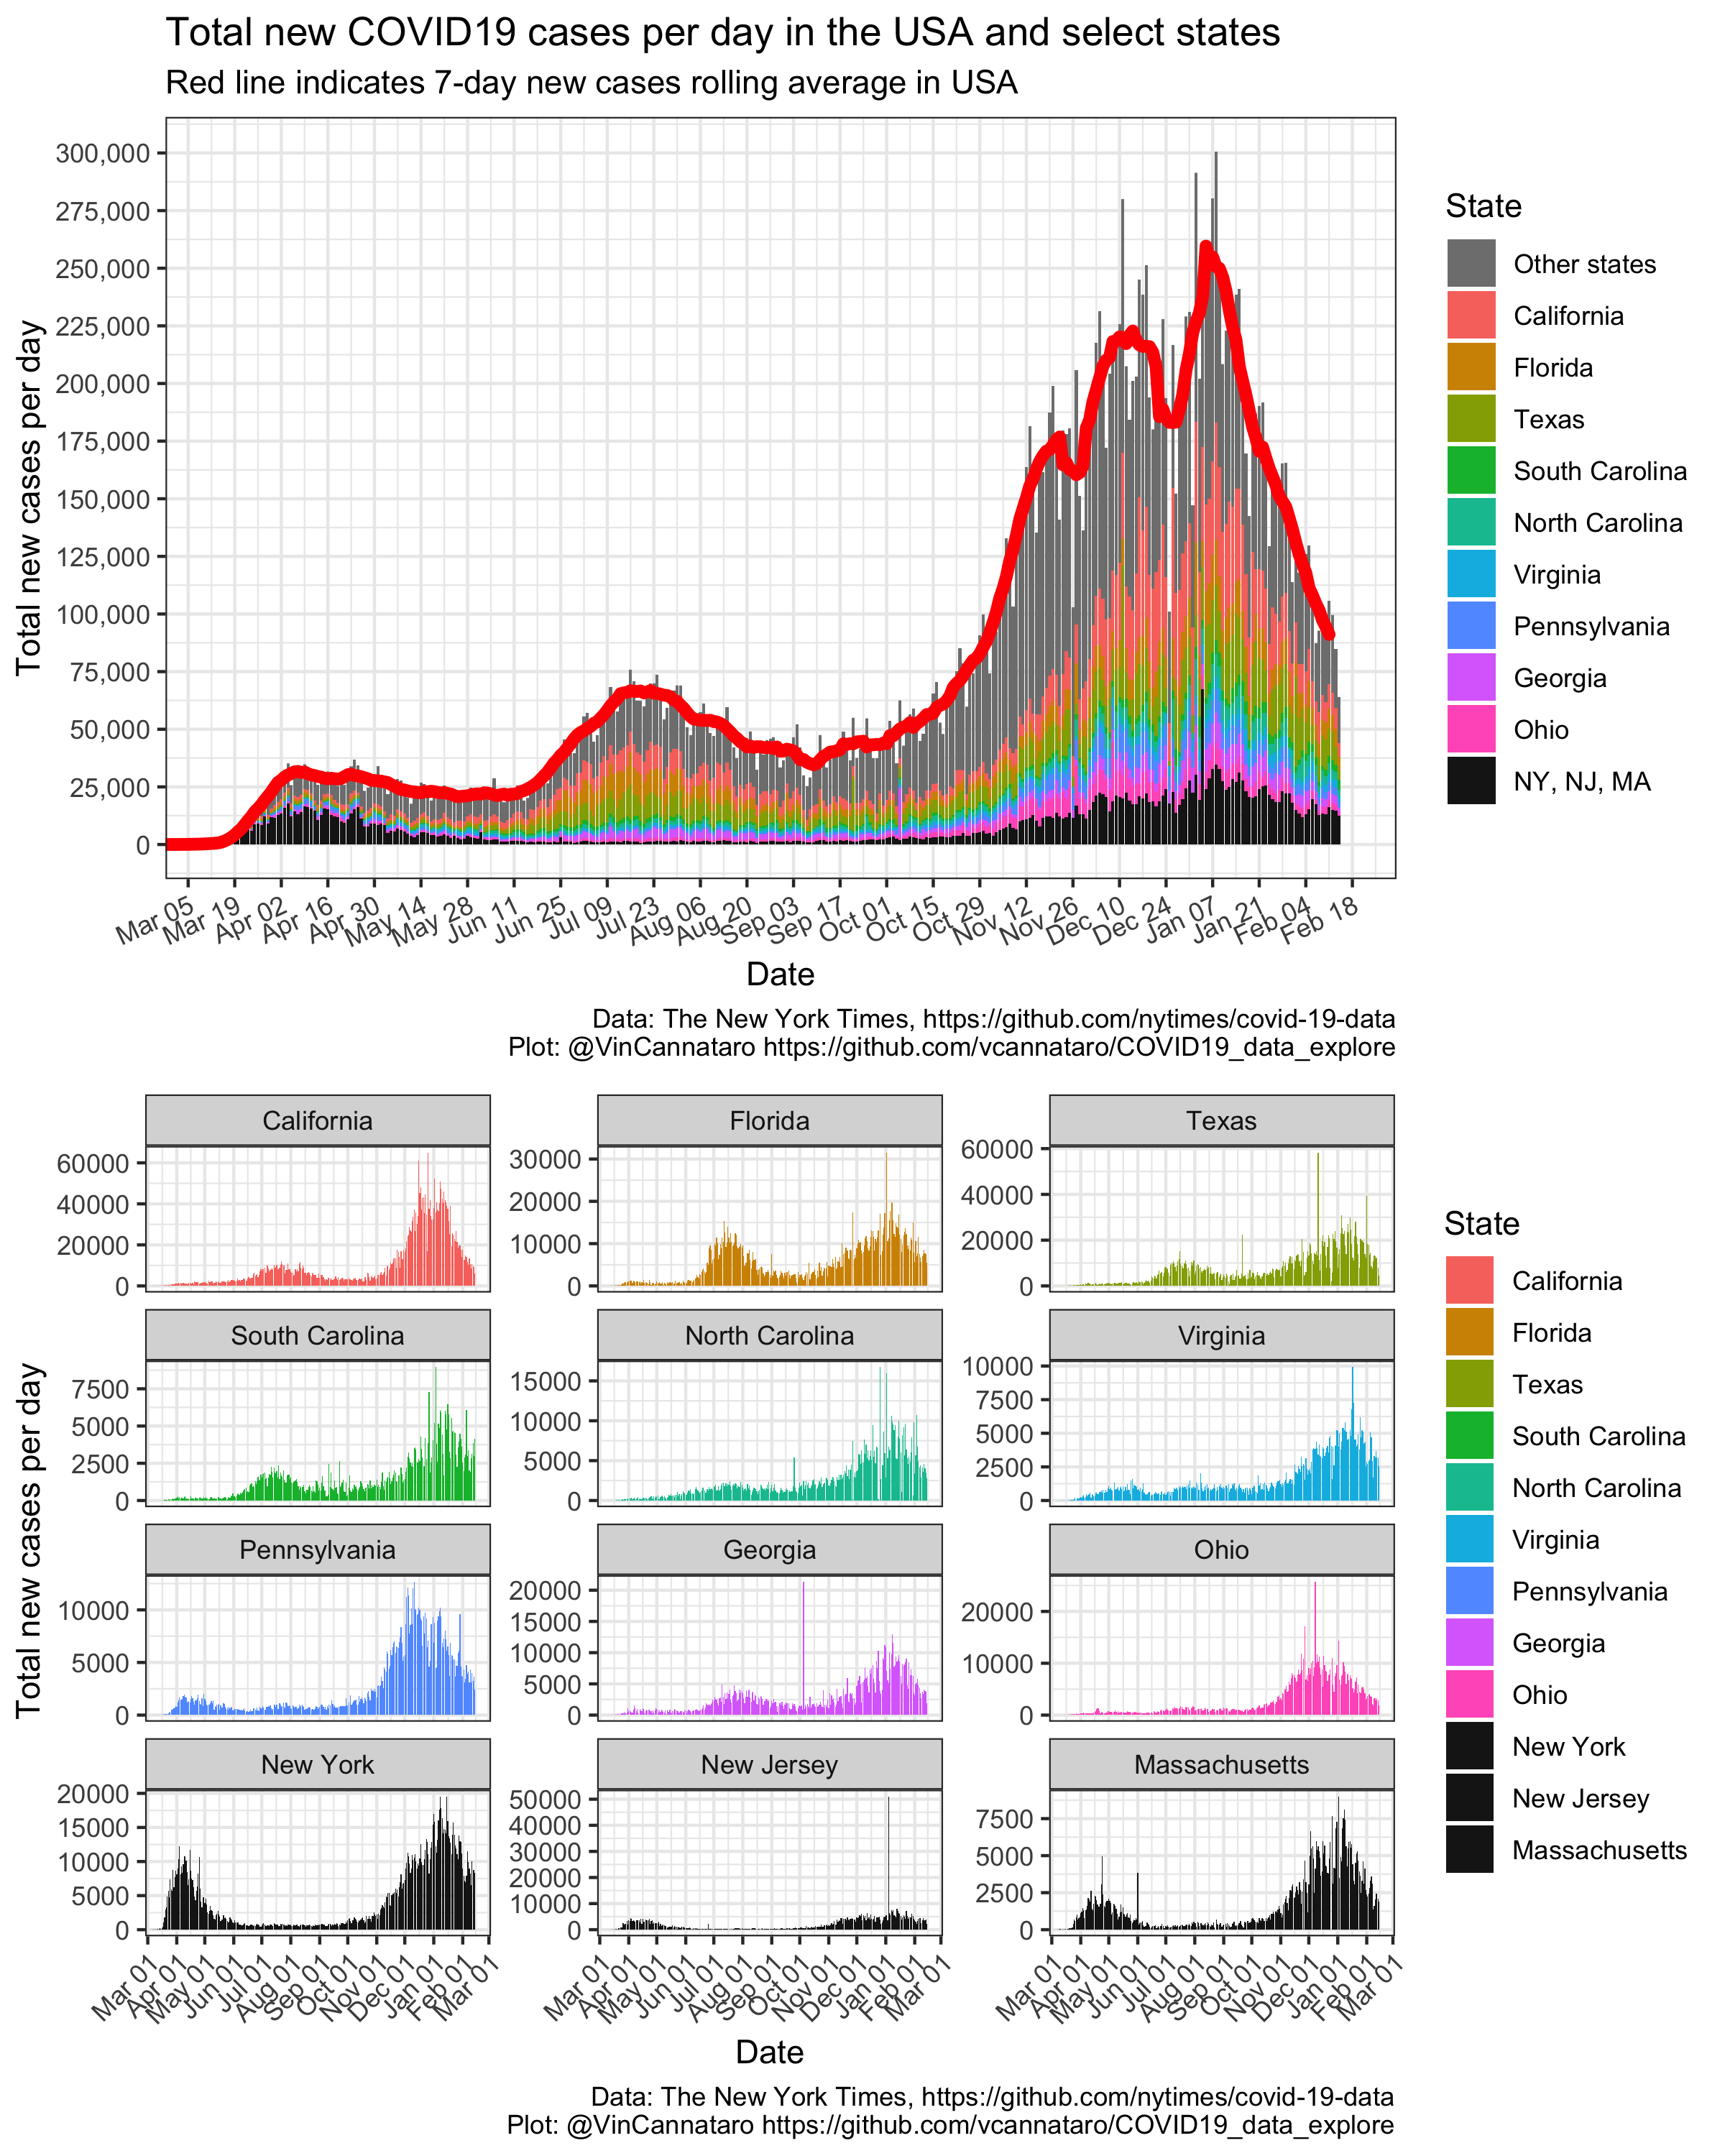 Total new COVID19 cases per day in the USA and select states
Red line indicates 7-day new cases rolling average in USA
Total new cases per day
300,000
275,000
250,000
225,000
200,000
175,000
150,000
125,000
100,000
75,000
50,000
25,000
0
Mar 05
Mar 19
Apr 02
Apr 16
Apr 30
May 14
May 28
Jun 11
Jun 25
Jul 09
Jul 23
Aug 06
Aug 20
Sep 03
Sep 17
Oct 01
Oct 15
Oct 29
Nov 12
Nov 26
Dec 10
Dec 24
Jan 07
Jan 21
Feb 04
Feb 18
Date
State
Other states
California
Florida
Texas
South Carolina
North Carolina
Virginia
Pennsylvania
Georgia
Ohio
NY, NJ, MA
Data: The New York Times, https://github.com/nytimes/covid-19-data
Plot: @VinCannataro https://github.com/vcannataro/COVID19_data_explore
Total new cases per day
California
60000
40000
20000
0
Florida
30000
20000
10000
0
Texas
60000
40000
20000
0
South Carolina
7500
5000
2500
0
North Carolina
15000
10000
5000
0
Virginia
10000
7500
5000
2500
0
Pennsylvania
10000
5000
0
Georgia
20000
15000
10000
5000
0
Ohio
20000
10000
0
New York
20000
15000
10000
5000
0
New Jersey
50000
40000
30000
20000
10000
0
Massachusetts
7500
5000
2500
0
Mar 01
Apr 01
May 01
Jun 01
Jul 01
Aug 01
Sep 01
Oct 01
Nov 01
Dec 01
Jan 01
Feb 01
Mar 01
Mar 01
Apr 01
May 01
Jun 01
Jul 01
Aug 01
Sep 01
Oct 01
Nov 01
Dec 01
Jan 01
Feb 01
Mar 01
Mar 01
Apr 01
May 01
Jun 01
Jul 01
Aug 01
Sep 01
Oct 01
Nov 01
Dec 01
Jan 01
Feb 01
Mar 01
Date
State
California
Florida
Texas
South Carolina
North Carolina
Virginia
Pennsylvania
Georgia
Ohio
New York
New Jersey
Massachusetts
Data: The New York Times, https://github.com/nytimes/covid-19-data
Plot: @VinCannataro https://github.com/vcannataro/COVID19_data_explore